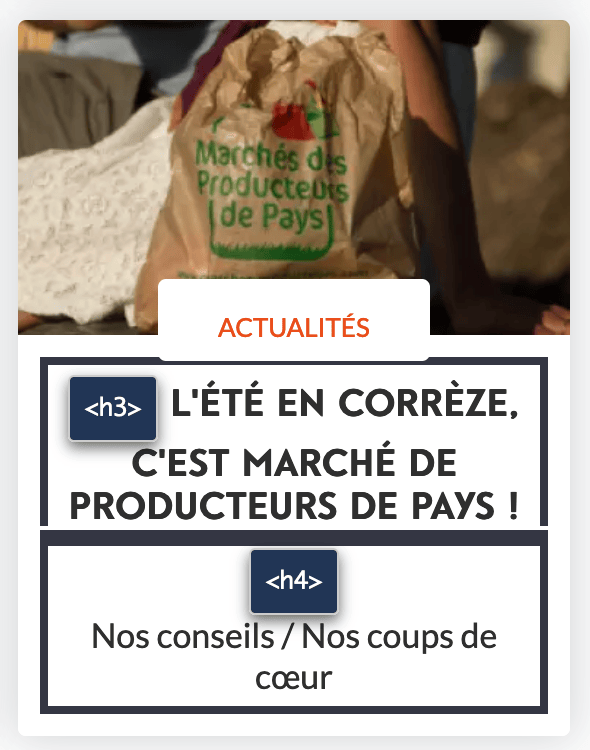 Marchés des
Producteurs
de Pays
ACTUALITÉS
<h3> L'ÉTÉ EN CORRÈZE,
C'EST MARCHÉ DE
PRODUCTEURS DE PAYS !
<h4>
Nos conseils / Nos coups de
cœur